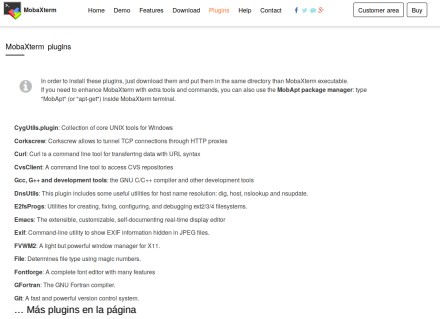 MobaXterm Home Demo Features Download Plugins Help Contact Customer area Buy
MobaXterm plugins
In order to install these plugins, just download them and put them in the same directory than MobaXterm executable.
If you need to enhance MobaXterm with extra tools and commands, you can also use the MobApt package manager: type
"MobApt" (or "apt-get") inside MobaXterm terminal.
CygUtils.plugin: Collection of core UNIX tools for Windows
Corkscrew: Corkscrew allows to tunnel TCP connections through HTTP proxies
Curl: Curl is a command line tool for transferring data with URL syntax
CvsClient: A command line tool to access CVS repositories
Gcc, G++ and development tools: the GNU C/C++ compiler and other development tools
DnsUtils: This plugin includes some useful utilities for host name resolution: dig, host, nslookup and nsupdate.
E2fsProgs: Utilities for creating, fixing, configuring, and debugging ext2/3/4 filesystems.
Emacs: The extensible, customizable, self-documenting real-time display editor
Exif: Command-line utility to show EXIF information hidden in JPEG files.
FVWM2: A light but powerful window manager for X11.
File: Determines file type using magic numbers.
Fontforge: A complete font editor with many features
GFortran: The GNU Fortran compiler.
Git: A fast and powerful version control system.
... Más plugins en la página